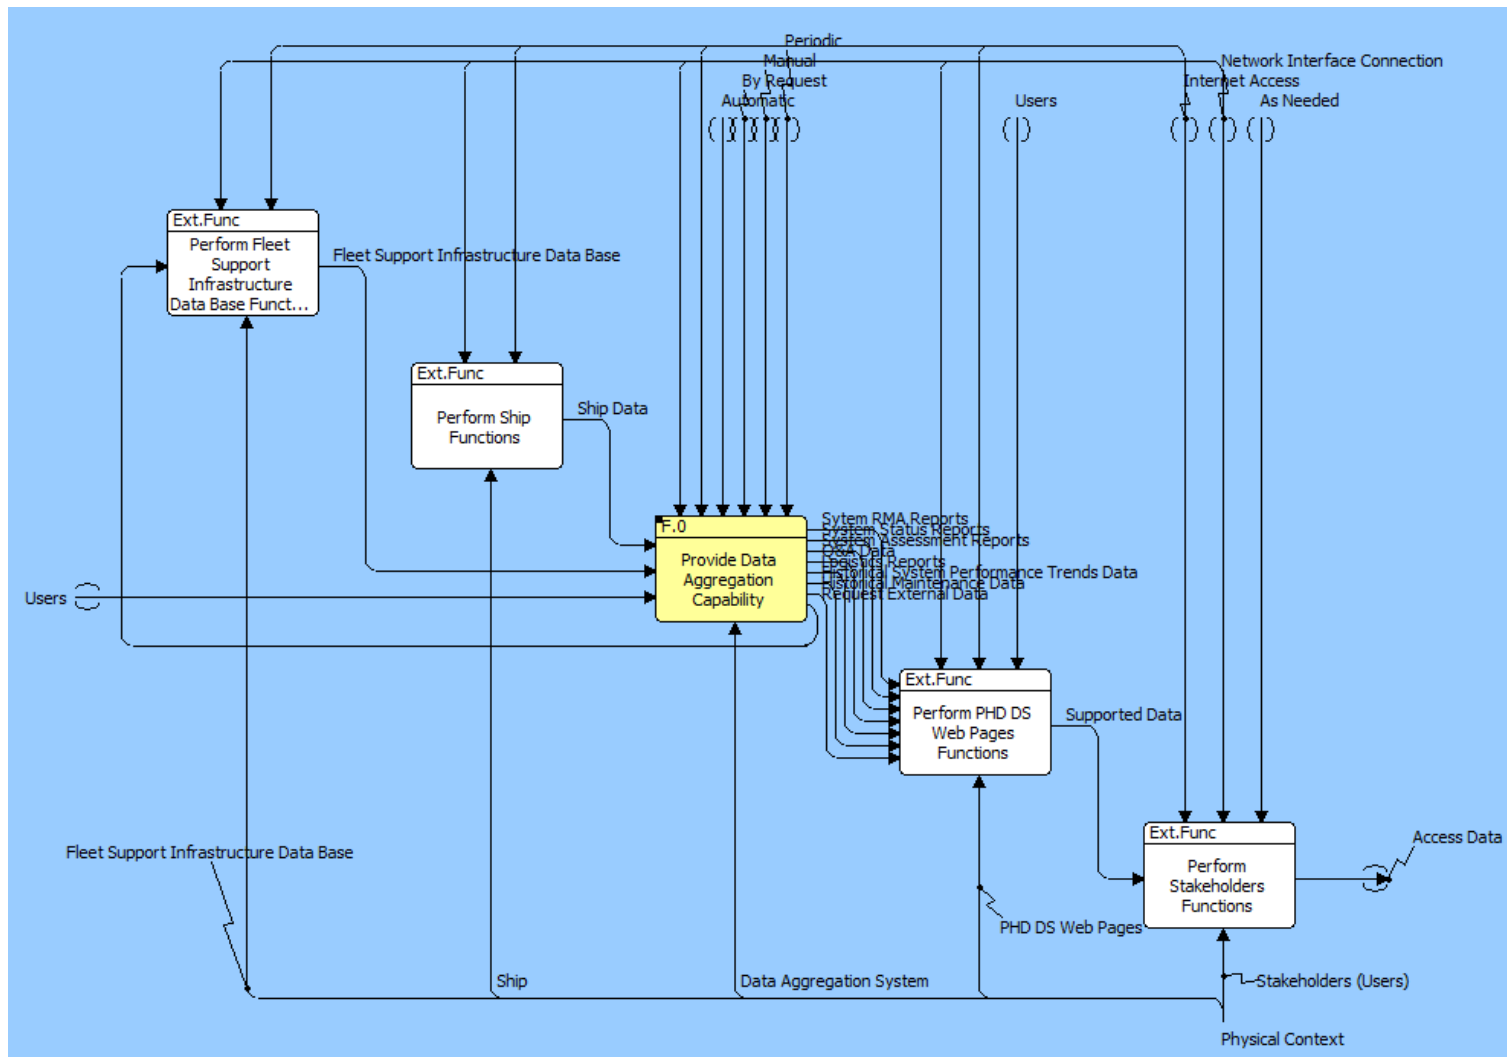 Periodic
Manual
Network Interface Connection
By Request
Internet Access
Automatic
Users
As Needed
Ext.Func
Perform Fleet
Support
Infrastructure
Data Base Funct...
Fleet Support Infrastructure Data Base
Ext.Func
Perform Ship
Functions
Ship Data
F.0
Provide Data
Aggregation
Capability
Sytem RMA Reports
System Status Reports
System Assessment Reports
Q&A Data
Logistics Reports
Historical System Performance Trends Data
Historical Maintenance Data
Request External Data
Users
Ext.Func
Perform PHD DS
Web Pages
Functions
Supported Data
Ext.Func
Perform
Stakeholders
Functions
Access Data
Fleet Support Infrastructure Data Base
PHD DS Web Pages
Ship
Data Aggregation System
Stakeholders (Users)
Physical Context